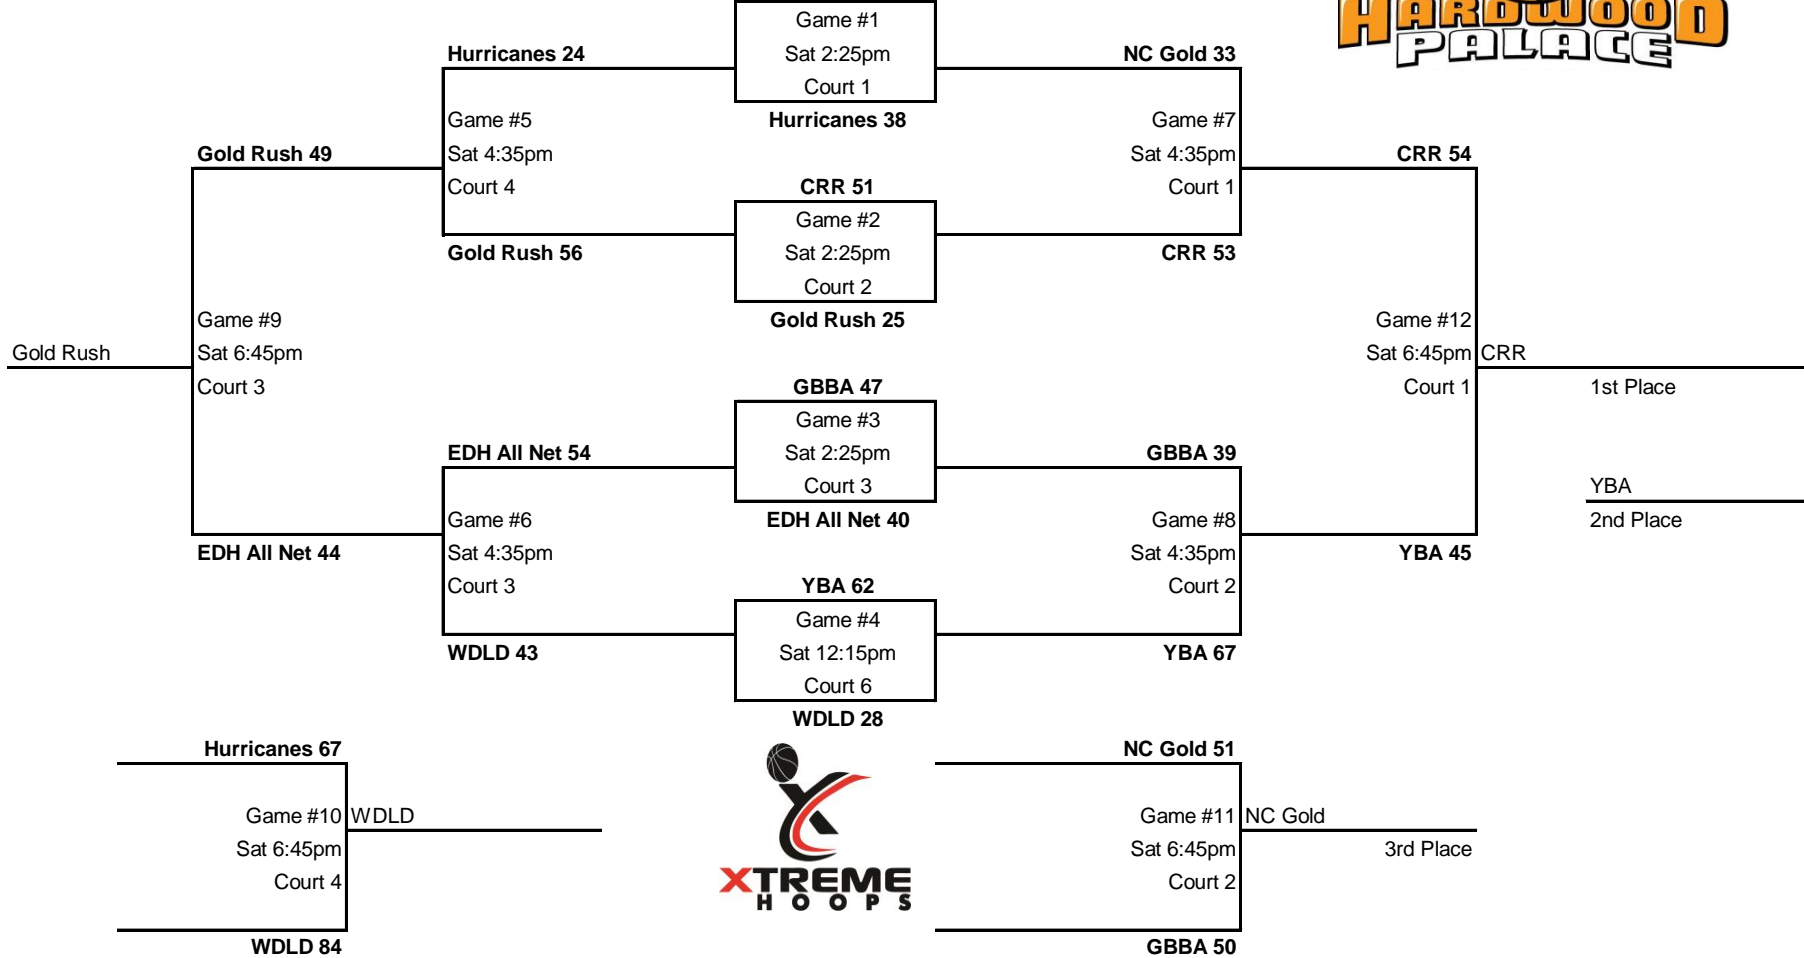 HARDWOOD
PALACE
Game #1
Hurricanes 24
Sat 2:25pm
NC Gold 33
Court 1
Game #5
Hurricanes 38
Game #7
Gold Rush 49
Sat 4:35pm
Sat 4:35pm
CRR 54
Court 4
CRR 51
Court 1
Game #2
Gold Rush 56
Sat 2:25pm
CRR 53
Court 2
Game #9
Gold Rush 25
Game #12
Gold Rush
Sat 6:45pm
Sat 6:45pm
CRR
Court 3
GBBA 47
Court 1
1st Place
Game #3
EDH All Net 54
Sat 2:25pm
GBBA 39
Court 3
YBA
Game #6
EDH All Net 40
Game #8
2nd Place
EDH All Net 44
Sat 4:35pm
Sat 4:35pm
YBA 45
Court 3
YBA 62
Court 2
Game #4
WDLD 43
Sat 12:15pm
YBA 67
Court 6
WDLD 28
Hurricanes 67
NC Gold 51
Game #10
WDLD
Game #11
NC Gold
Sat 6:45pm
Sat 6:45pm
3rd Place
Court 4
XTREME
HOOPS
Court 2
WDLD 84
GBBA 50